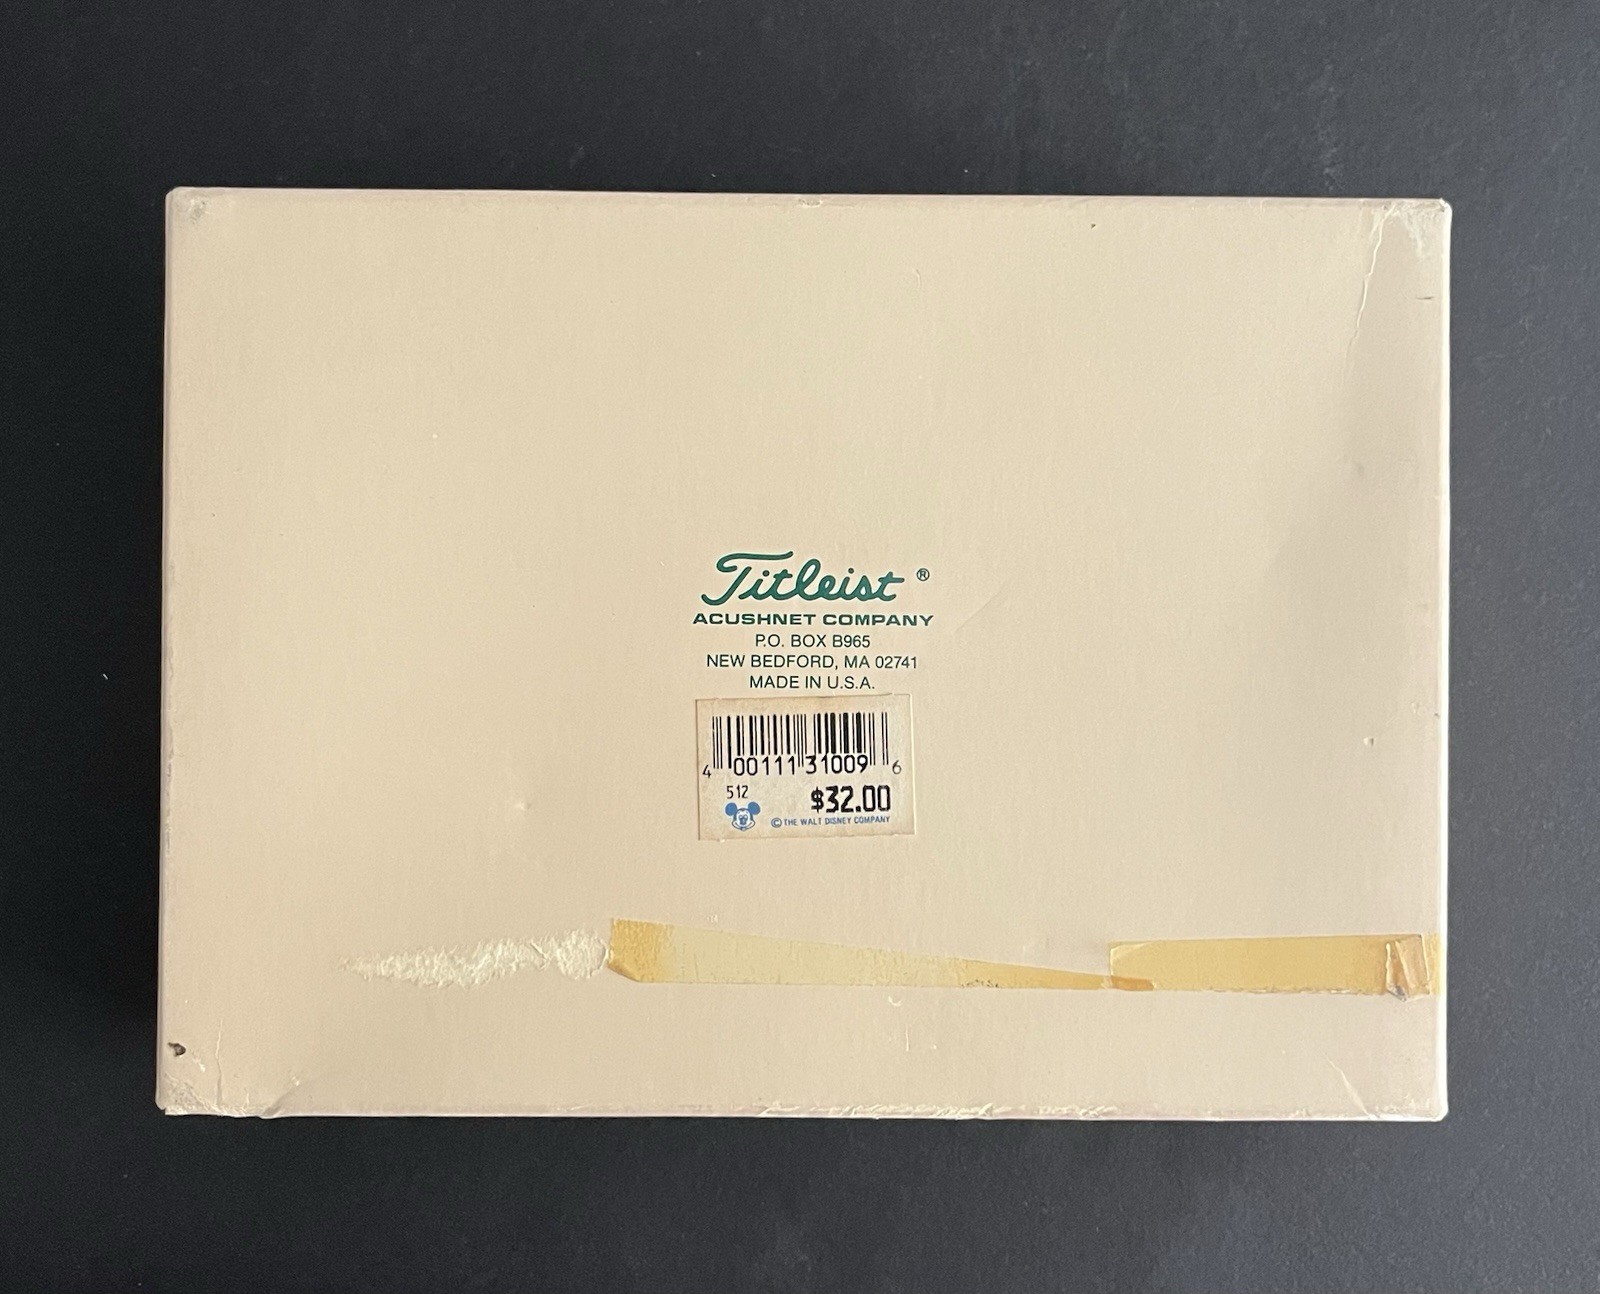 Titleist ®
ACUSHNET COMPANY
P.O. BOX B965
NEW BEDFORD, MA 02741
MADE IN U.S.A.
4 00111 31009 6
512
$32.00
© THE WALT DISNEY COMPANY